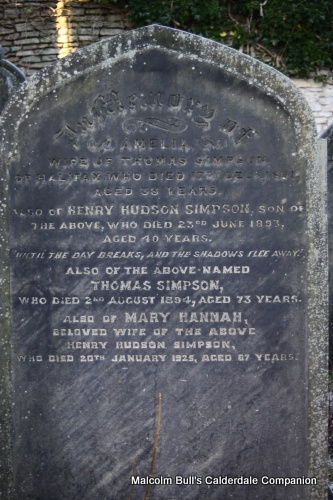 In Memory of
AMELIA
WIFE OF THOMAS SIMPSON
OF HALIFAX, WHO DIED 17TH
AGED 38 YEARS.
ALSO OF HENRY HUDSON SIMPSON, SON OF
THE ABOVE, WHO DIED 23RD JUNE 1893,
AGED 40 YEARS.
"UNTIL THE DAY BREAKS, AND THE SHADOWS FLEE AWAY."
ALSO OF THE ABOVE-NAMED
THOMAS SIMPSON,
WHO DIED 2ND AUGUST 1894, AGED 73 YEARS.
ALSO OF MARY HANNAH,
BELOVED WIFE OF THE ABOVE
HENRY HUDSON SIMPSON,
WHO DIED 20TH JANUARY 1925, AGED 67 YEARS.
Malcolm Bull's Calderdale Companion